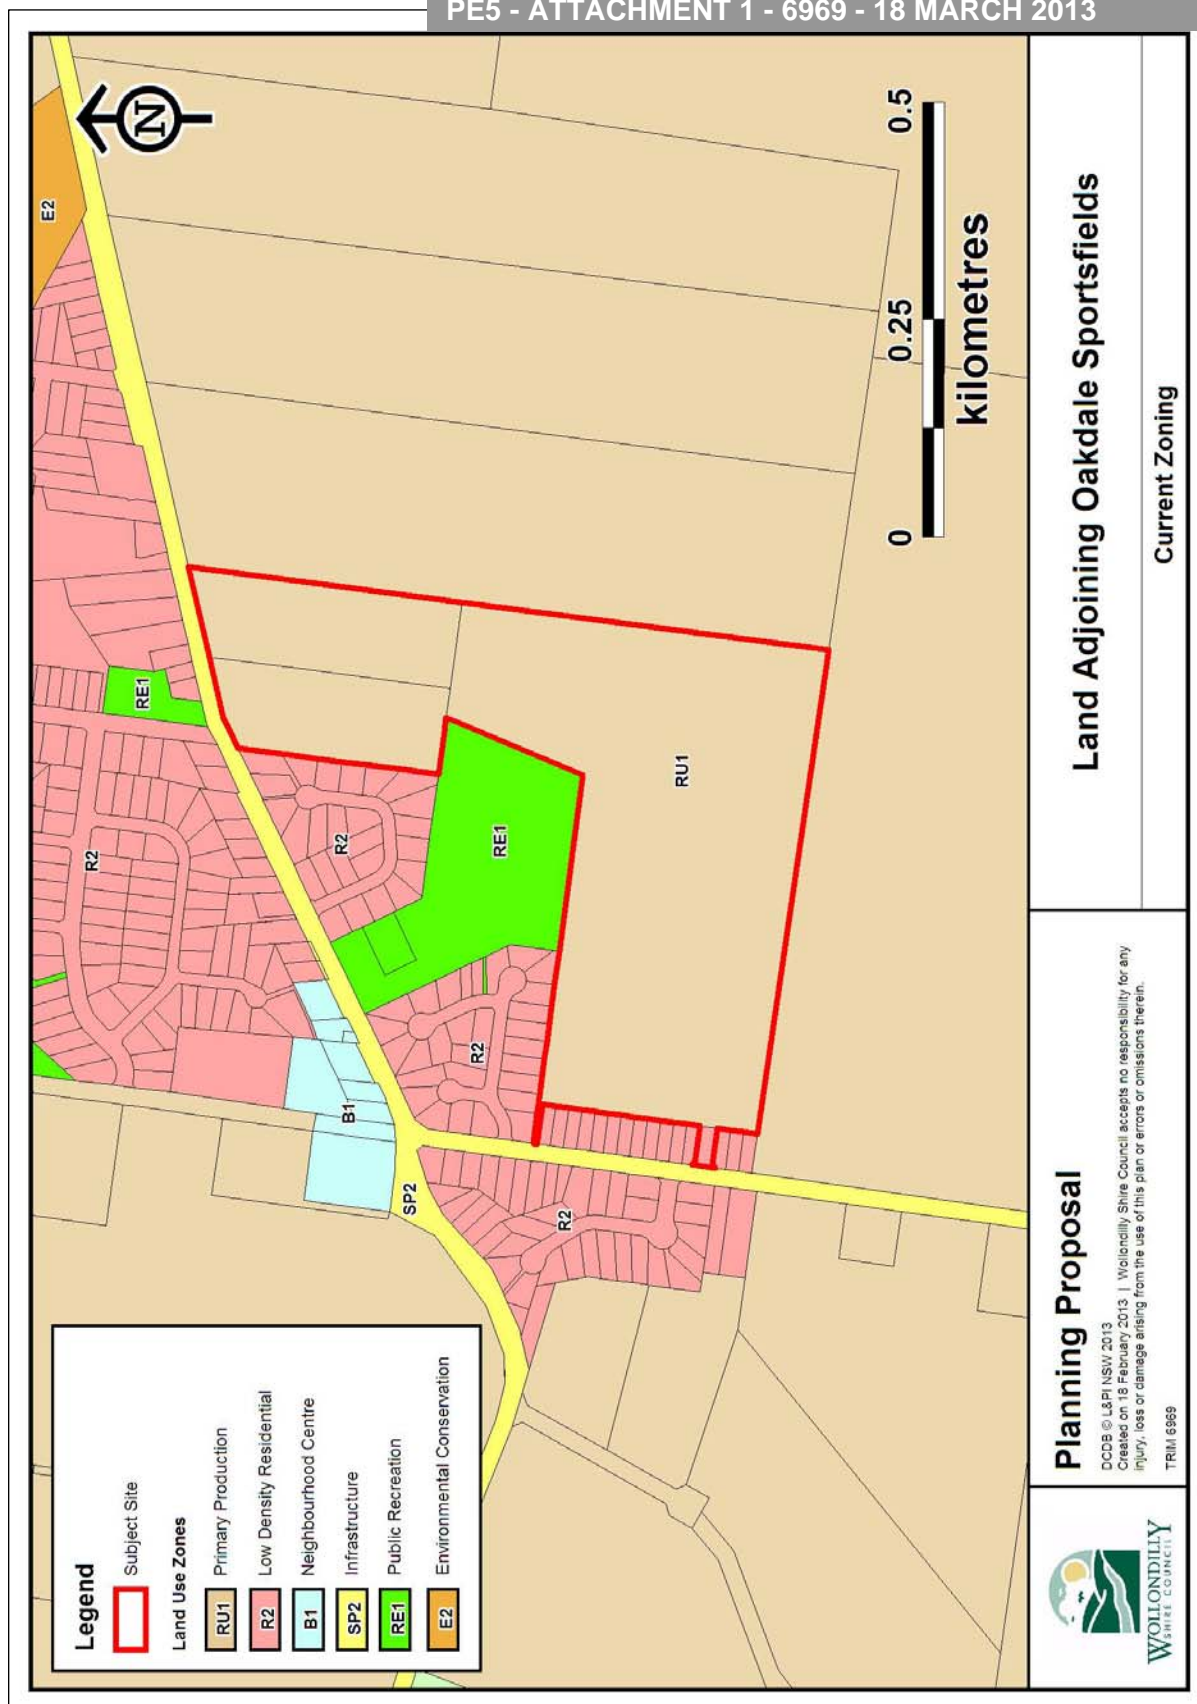 PE5 - ATTACHMENT 1 - 6969 - 18 MARCH 2013
Legend
Subject Site
Land Use Zones
RU1 Primary Production
R2 Low Density Residential
B1 Neighbourhood Centre
SP2 Infrastructure
RE1 Public Recreation
E2 Environmental Conservation
N
E2
RE1
R2
R2
RE1
R2
B1
SP2
R2
RU1
0 0.25 0.5
kilometres
WOLLONDILLY
SHIRE COUNCIL
Planning Proposal
DCDB © L&PI NSW 2013
Created on 18 February 2013 | Wollondilly Shire Council accepts no responsibility for any
injury, loss or damage arising from the use of this plan or errors or omissions therein.
TRIM 6969
Land Adjoining Oakdale Sportsfields
Current Zoning